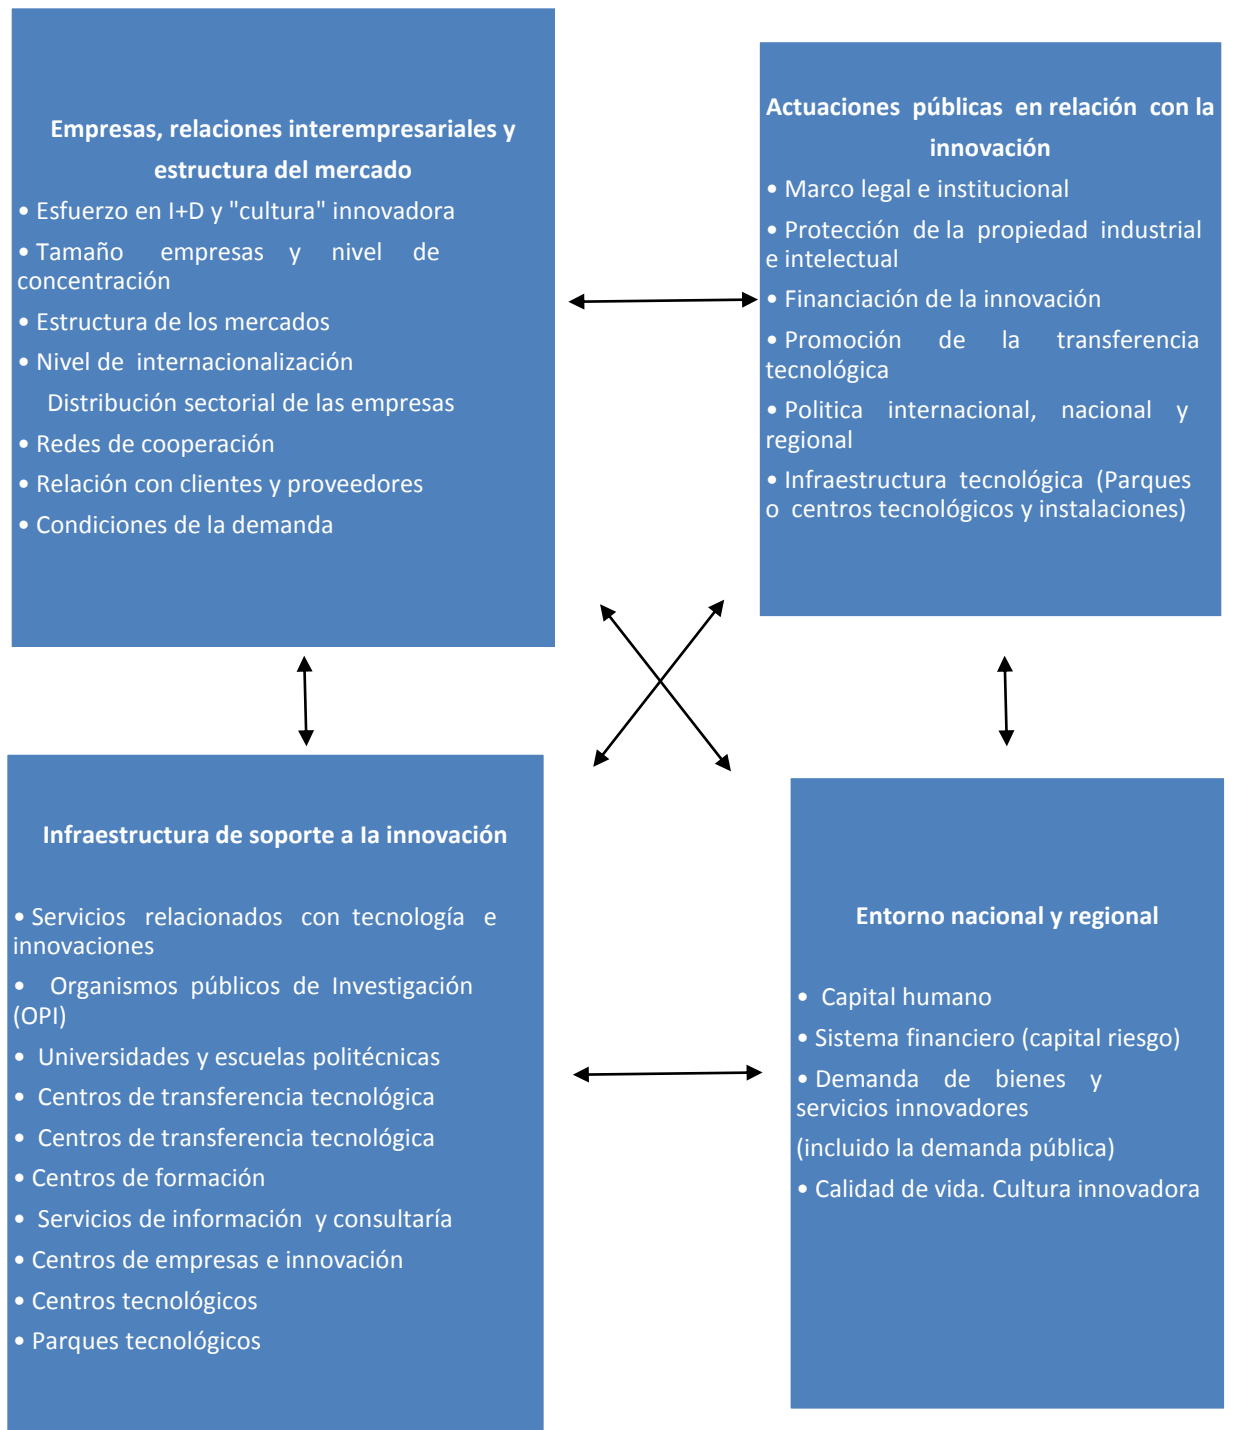 Empresas, relaciones interempresariales y
estructura del mercado
• Esfuerzo en I+D y "cultura" innovadora
• Tamaño empresas y nivel de
concentración
• Estructura de los mercados
• Nivel de internacionalización
Distribución sectorial de las empresas
• Redes de cooperación
• Relación con clientes y proveedores
• Condiciones de la demanda
Actuaciones públicas en relación con la
innovación
• Marco legal e institucional
• Protección de la propiedad industrial
e intelectual
• Financiación de la innovación
• Promoción de la transferencia
tecnológica
• Politica internacional, nacional y
regional
• Infraestructura tecnológica (Parques
o centros tecnológicos y instalaciones)
Infraestructura de soporte a Ia innovación
• Servicios relacionados con tecnología e
innovaciones
• Organismos públicos de Investigación
(OPI)
• Universidades y escuelas politécnicas
• Centros de transferencia tecnológica
• Centros de transferencia tecnológica
• Centros de formación
• Servicios de información y consultaría
• Centros de empresas e innovación
• Centros tecnológicos
• Parques tecnológicos
Entorno nacional y regional
• Capital humano
• Sistema financiero (capital riesgo)
• Demanda de bienes y
servicios innovadores
(incluido la demanda pública)
• Calidad de vida. Cultura innovadora